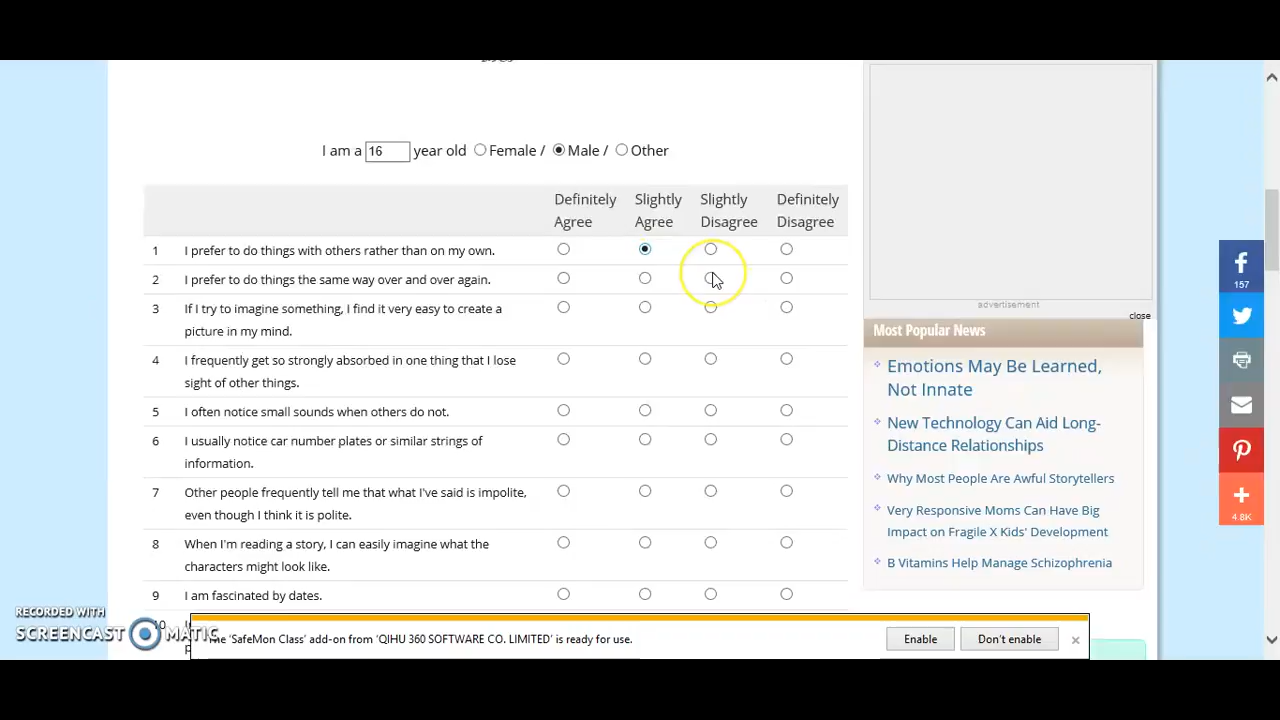 I am a 16 year old Female / Male / Other
Definitely Agree
Slightly Agree
Slightly Disagree
Definitely Disagree
1 I prefer to do things with others rather than on my own.
2 I prefer to do things the same way over and over again.
3 If I try to imagine something, I find it very easy to create a
picture in my mind.
4 I frequently get so strongly absorbed in one thing that I lose
sight of other things.
5 I often notice small sounds when others do not.
6 I usually notice car number plates or similar strings of
information.
7 Other people frequently tell me that what I've said is impolite,
even though I think it is polite.
8 When I'm reading a story, I can easily imagine what the
characters might look like.
9 I am fascinated by dates.
advertisement
close
Most Popular News
Emotions May Be Learned,
Not Innate
New Technology Can Aid Long-
Distance Relationships
Why Most People Are Awful Storytellers
Very Responsive Moms Can Have Big
Impact on Fragile X Kids' Development
B Vitamins Help Manage Schizophrenia
157
4.8K
RECORDED WITH
SCREENCAST MATIC
'SafeMon Class' add-on from 'QIHU 360 SOFTWARE CO. LIMITED' is ready for use.
Enable
Don't enable